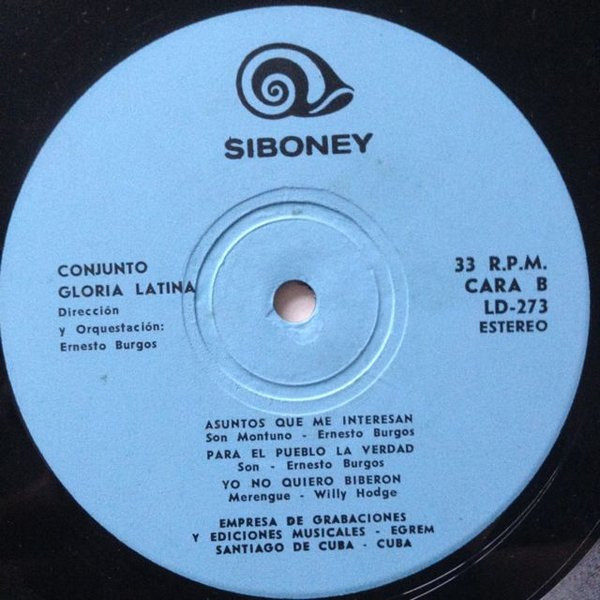 SIBONEY
CONJUNTO
GLORIA LATINA
Dirección
y Orquestación:
Ernesto Burgos
33 R.P.M.
CARA B
LD-273
ESTEREO
ASUNTOS QUE ME INTERESAN
Son Montuno - Ernesto Burgos
PARA EL PUEBLO LA VERDAD
Son - Ernesto Burgos
YO NO QUIERO BIBERON
Merengue - Willy Hodge
EMPRESA DE GRABACIONES
Y EDICIONES MUSICALES - EGREM
SANTIAGO DE CUBA - CUBA